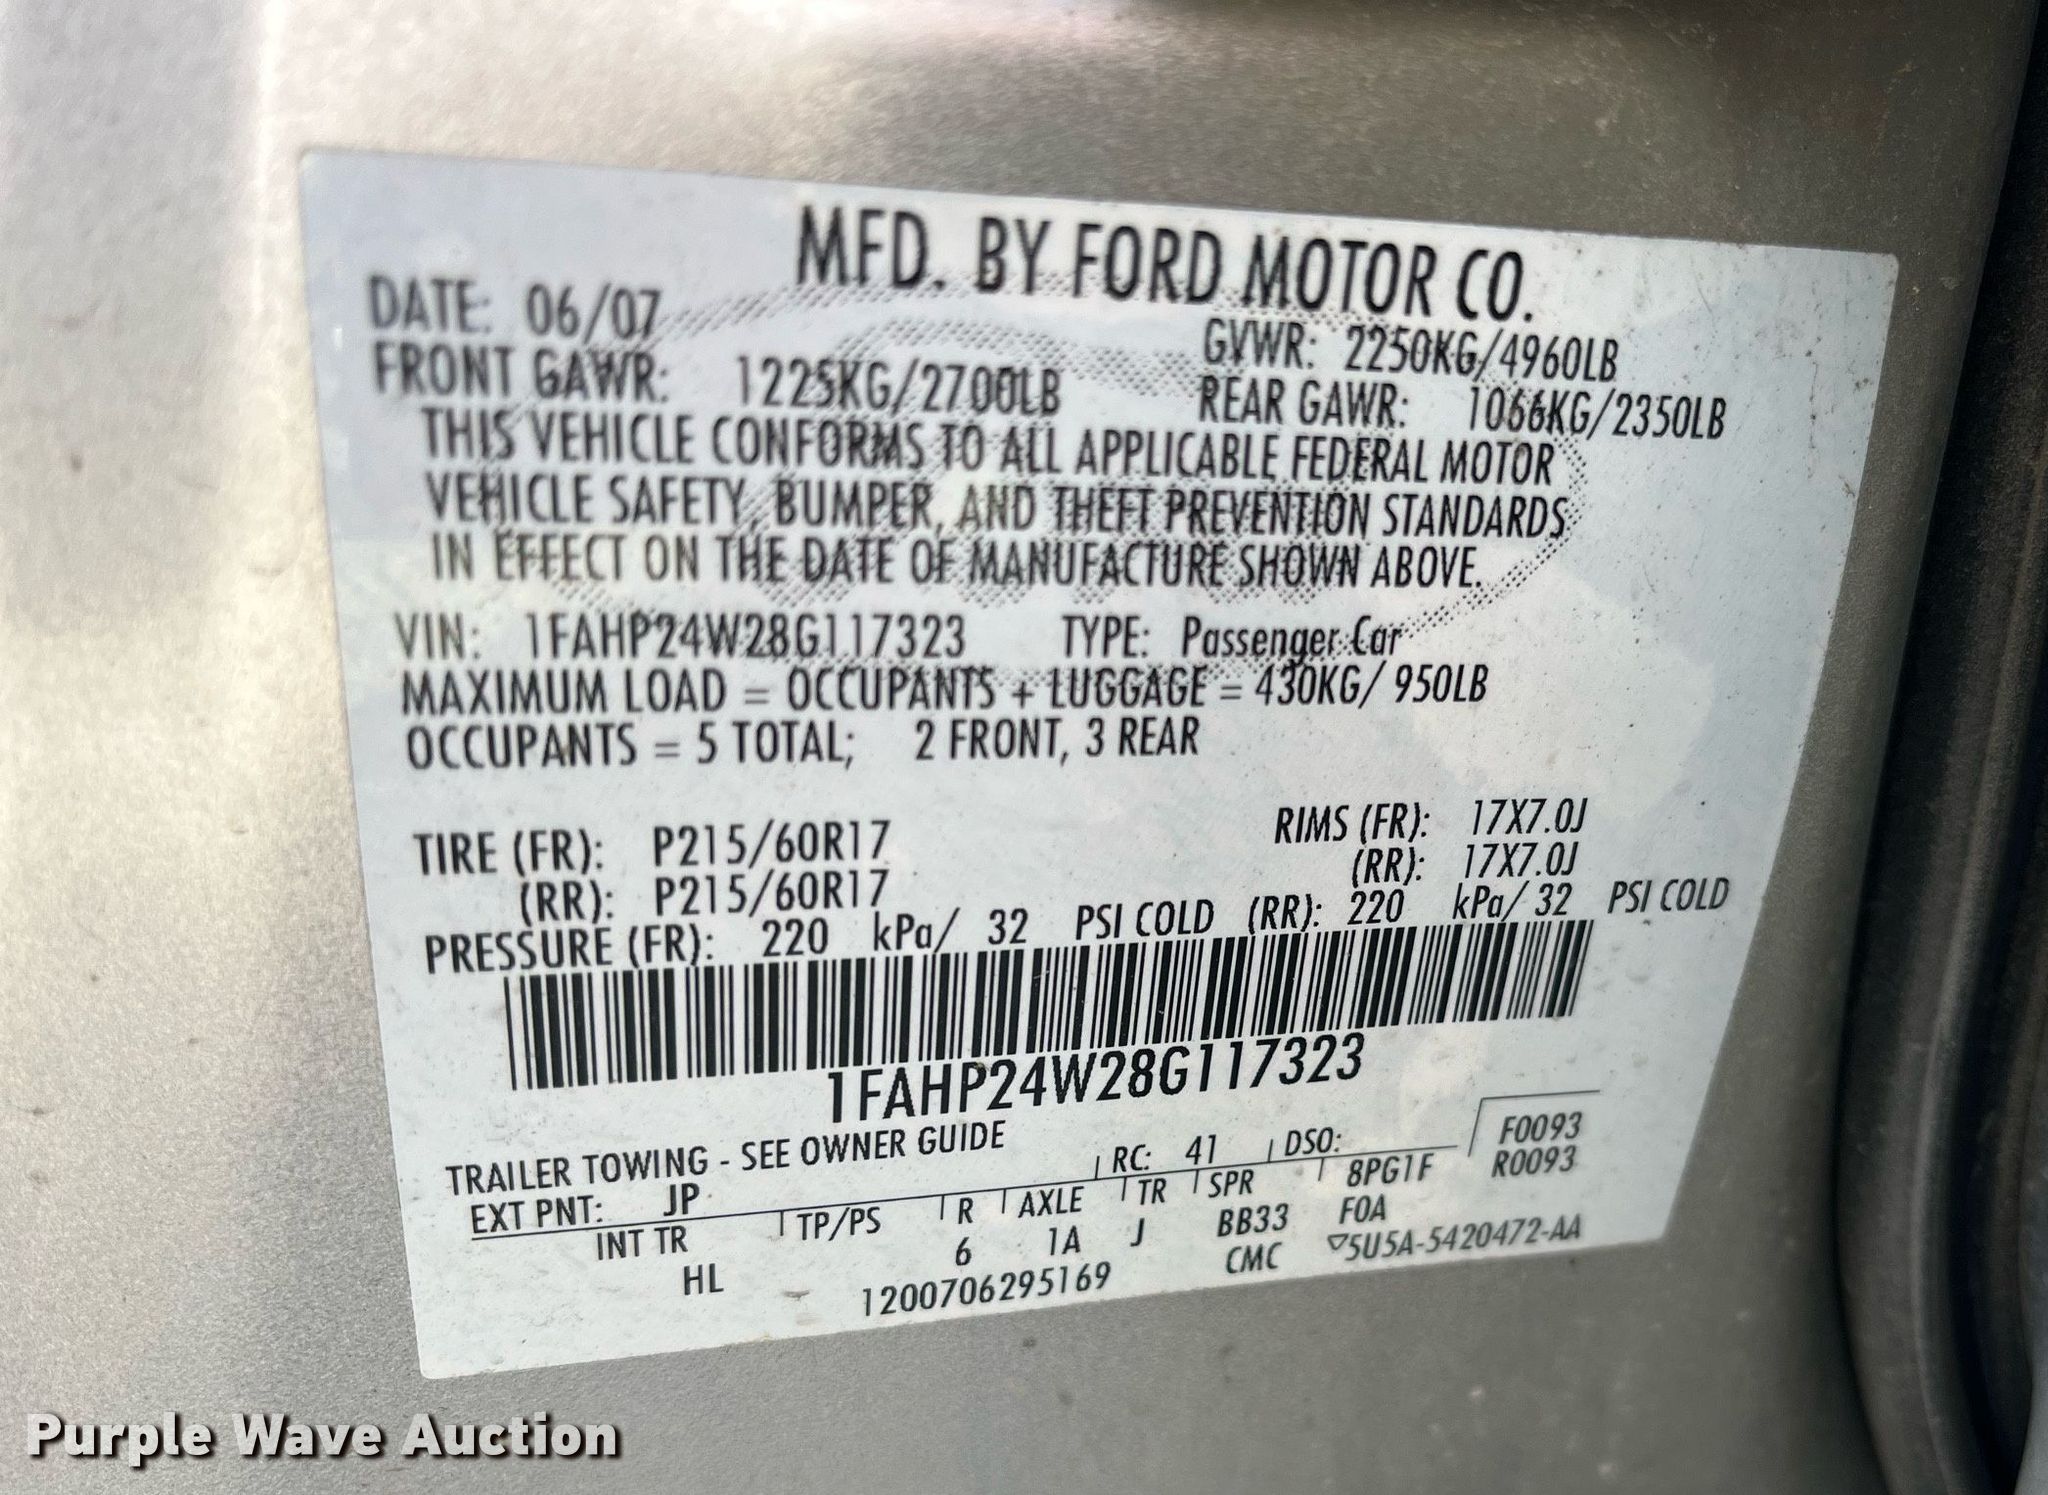 MFD. BY FORD MOTOR CO.
DATE: 06/07
GVWR: 2250KG/4960LB
FRONT GAWR: 1225KG/2700LB
REAR GAWR: 1066KG/2350LB
THIS VEHICLE CONFORMS TO ALL APPLICABLE FEDERAL MOTOR
VEHICLE SAFETY, BUMPER, AND THEFT PREVENTION STANDARDS
IN EFFECT ON THE DATE OF MANUFACTURE SHOWN ABOVE.
VIN: 1FAHP24W28G117323 TYPE: Passenger Car
MAXIMUM LOAD = OCCUPANTS + LUGGAGE = 430KG/ 950LB
OCCUPANTS = 5 TOTAL; 2 FRONT, 3 REAR
TIRE (FR): P215/60R17 RIMS (FR): 17X7.0J
(RR): P215/60R17 (RR): 17X7.0J
PRESSURE (FR): 220 kPa/ 32 PSI COLD (RR): 220 kPa/ 32 PSI COLD
1FAHP24W28G117323
TRAILER TOWING - SEE OWNER GUIDE
F0093
R0093
EXT PNT: JP RC: 41 DSO:
INT TR TP/PS R AXLE TR SPR 8PG1F
HL 6 1A J BB33 FOA
1200706295169 CMC ▽5U5A-5420472-AA
Purple Wave Auction